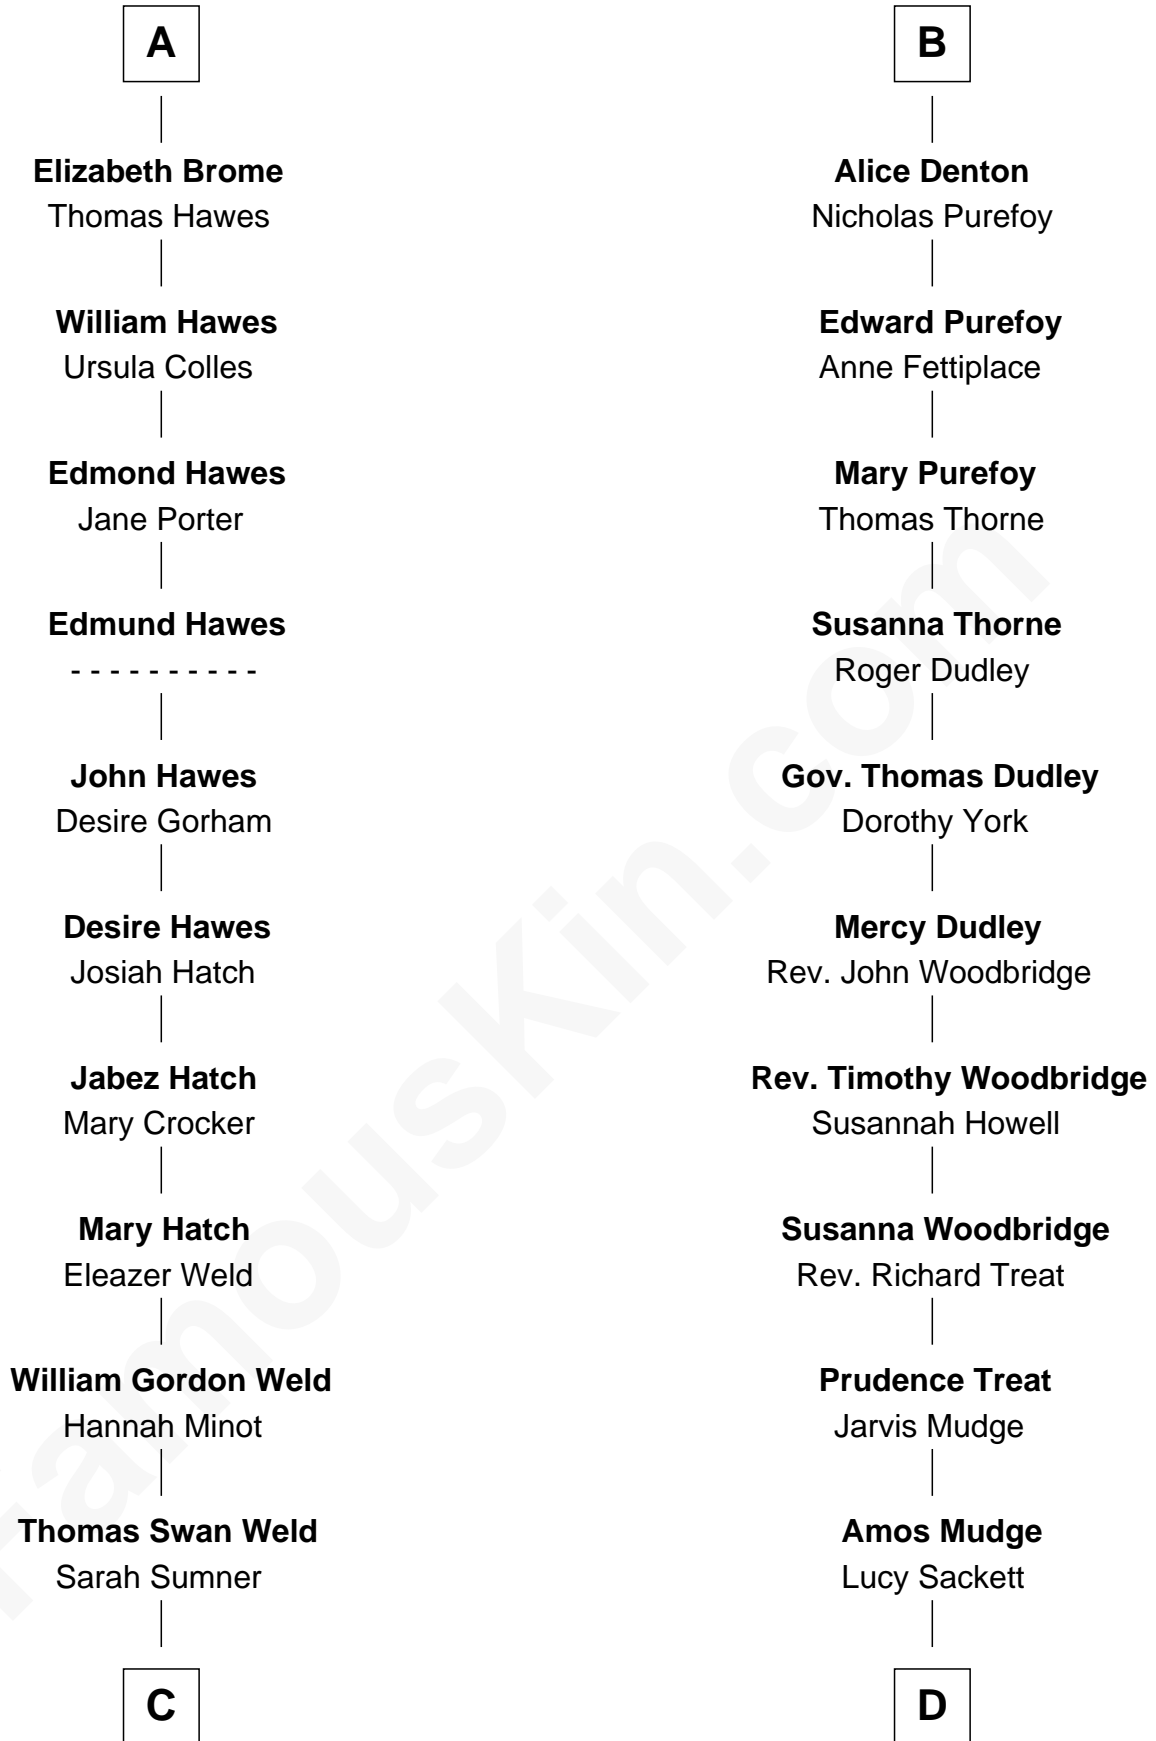 A
Elizabeth Brome
Thomas Hawes
William Hawes
Ursula Colles
Edmond Hawes
Jane Porter
Edmund Hawes
- - - - - - - - - -
John Hawes
Desire Gorham
Desire Hawes
Josiah Hatch
Jabez Hatch
Mary Crocker
Mary Hatch
Eleazer Weld
William Gordon Weld
Hannah Minot
Thomas Swan Weld
Sarah Sumner
C
B
Alice Denton
Nicholas Purefoy
Edward Purefoy
Anne Fettiplace
Mary Purefoy
Thomas Thorne
Susanna Thorne
Roger Dudley
Gov. Thomas Dudley
Dorothy York
Mercy Dudley
Rev. John Woodbridge
Rev. Timothy Woodbridge
Susannah Howell
Susanna Woodbridge
Rev. Richard Treat
Prudence Treat
Jarvis Mudge
Amos Mudge
Lucy Sackett
D
FamousKin.com